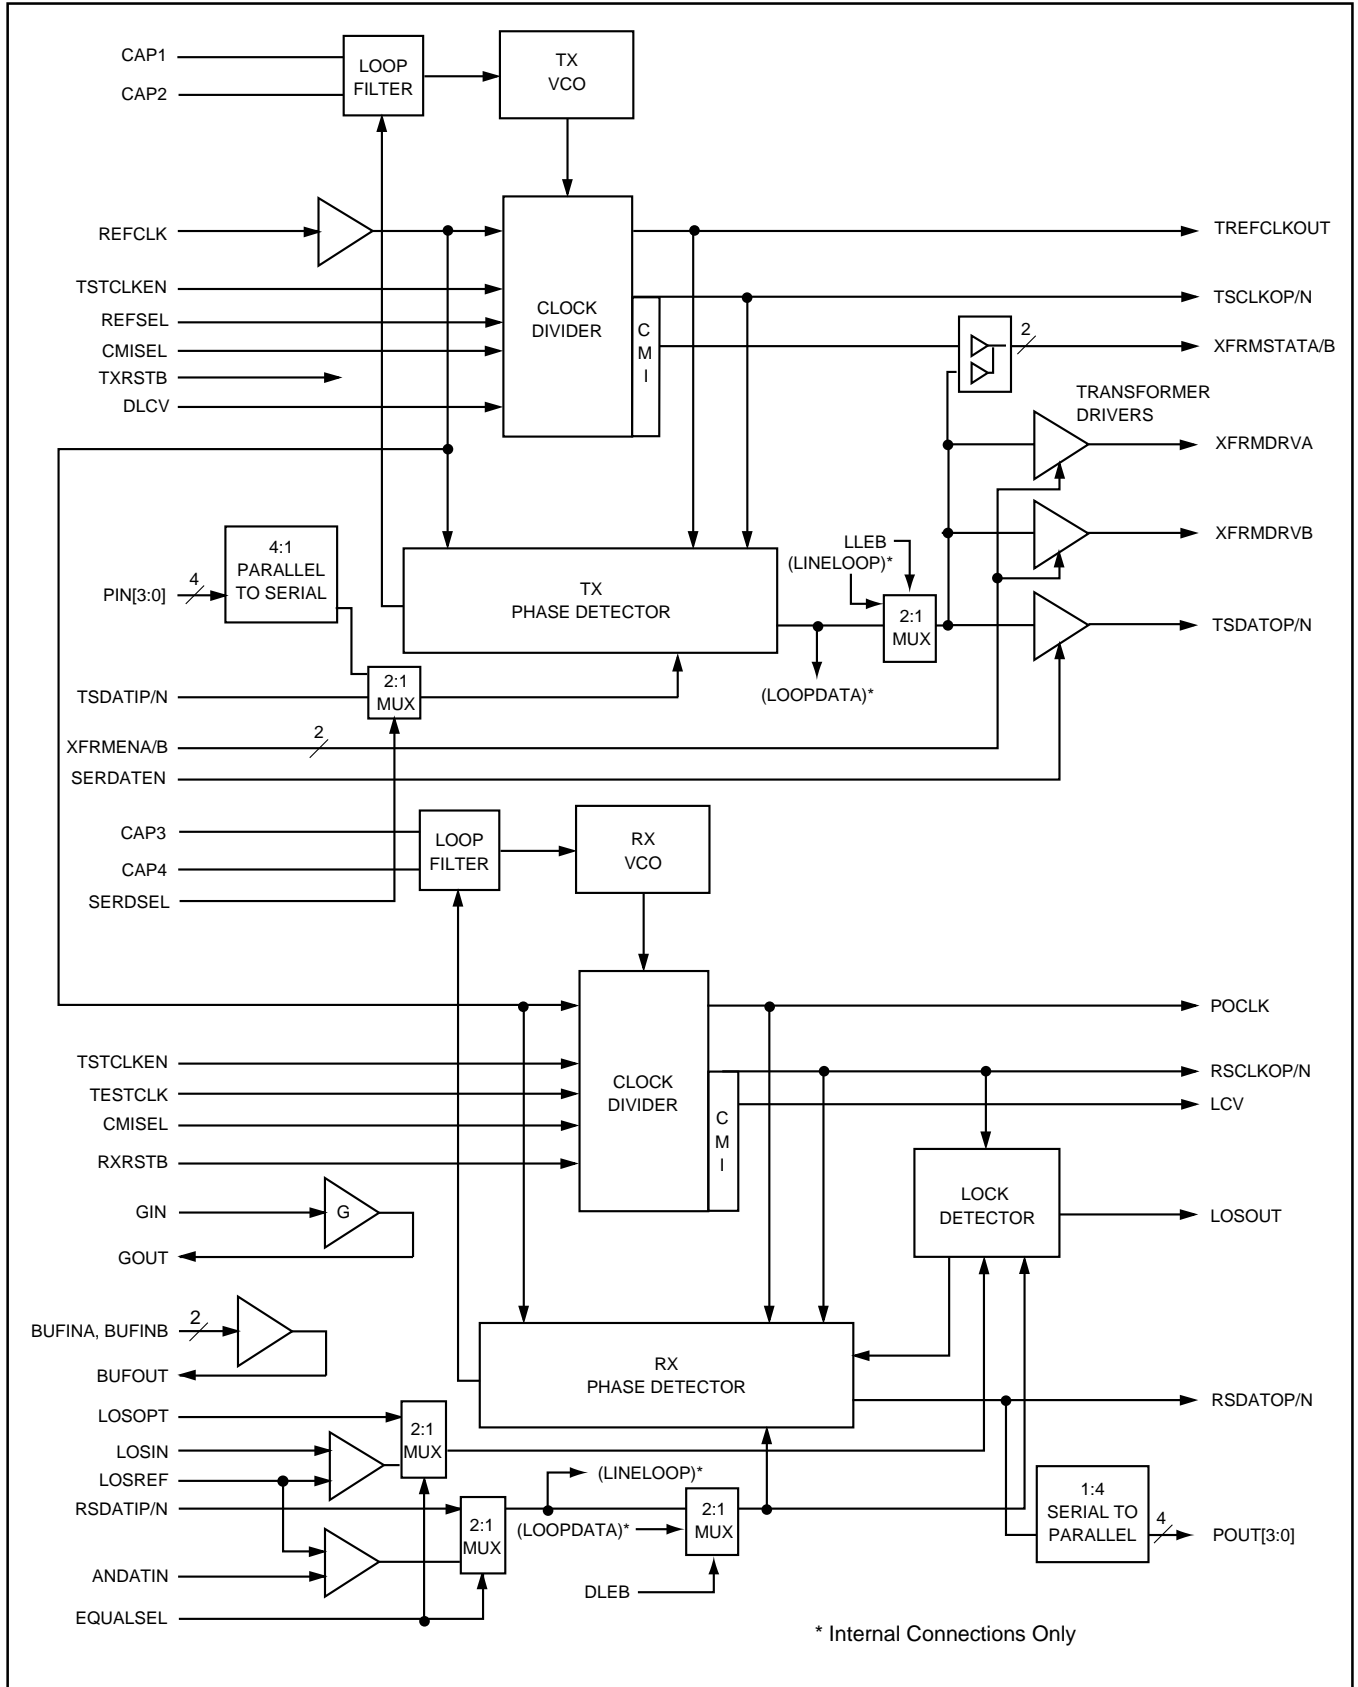 CAP1
CAP2
LOOP
FILTER
TX
VCO
REFCLK
TSTCLKEN
REFSEL
CMISEL
TXRSTB
DLCV
CLOCK
DIVIDER
C
M
I
TREFCLKOUT
TSCLKOP/N
2
XFRMSTATA/B
TRANSFORMER
DRIVERS
XFRMDRVA
XFRMDRVB
TSDATOP/N
PIN[3:0]
4
4:1
PARALLEL
TO SERIAL
TX
PHASE DETECTOR
LLEB
(LINELOOP)*
2:1
MUX
(LOOPDATA)*
TSDATIP/N
2:1
MUX
XFRMENA/B
2
SERDATEN
CAP3
CAP4
SERDSEL
LOOP
FILTER
RX
VCO
TSTCLKEN
TESTCLK
CMISEL
RXRSTB
CLOCK
DIVIDER
C
M
I
POCLK
RSCLKOP/N
LCV
LOCK
DETECTOR
LOSOUT
GIN
G
GOUT
BUFINA, BUFINB
2
BUFOUT
RX
PHASE DETECTOR
RSDATOP/N
LOSOPT
LOSIN
LOSREF
2:1
MUX
RSDATIP/N
2:1
MUX
(LINELOOP)*
(LOOPDATA)*
2:1
MUX
DLEB
1:4
SERIAL TO
PARALLEL
4
POUT[3:0]
ANDATIN
EQUALSEL
* Internal Connections Only